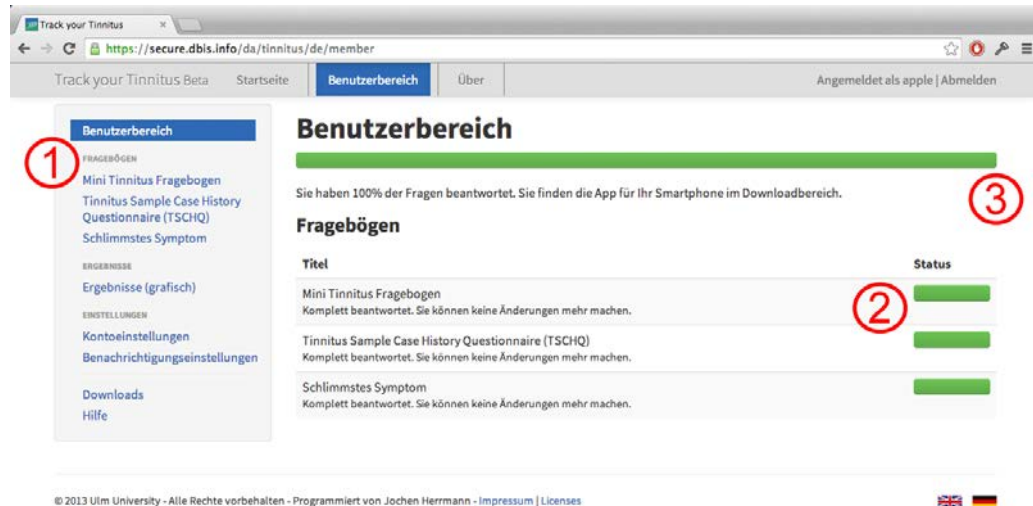 Track your Tinnitus
https://secure.dbis.info/da/tinnitus/de/member
Track your Tinnitus Beta Startseite Benutzerbereich Über Angemeldet als apple | Abmelden
Benutzerbereich
1
FRAGEBÖGEN
Mini Tinnitus Fragebogen
Tinnitus Sample Case History
Questionnaire (TSCHQ)
Schlimmstes Symptom
ERGEBNISSE
Ergebnisse (grafisch)
EINSTELLUNGEN
Kontoeinstellungen
Benachrichtigungseinstellungen
Downloads
Hilfe
Benutzerbereich
Sie haben 100% der Fragen beantwortet. Sie finden die App für Ihr Smartphone im Downloadbereich.
3
Fragebögen
Titel Status
Mini Tinnitus Fragebogen
Komplett beantwortet. Sie können keine Änderungen mehr machen.
2
Tinnitus Sample Case History Questionnaire (TSCHQ)
Komplett beantwortet. Sie können keine Änderungen mehr machen.
Schlimmstes Symptom
Komplett beantwortet. Sie können keine Änderungen mehr machen.
© 2013 Ulm University - Alle Rechte vorbehalten - Programmiert von Jochen Herrmann - Impressum | Licenses